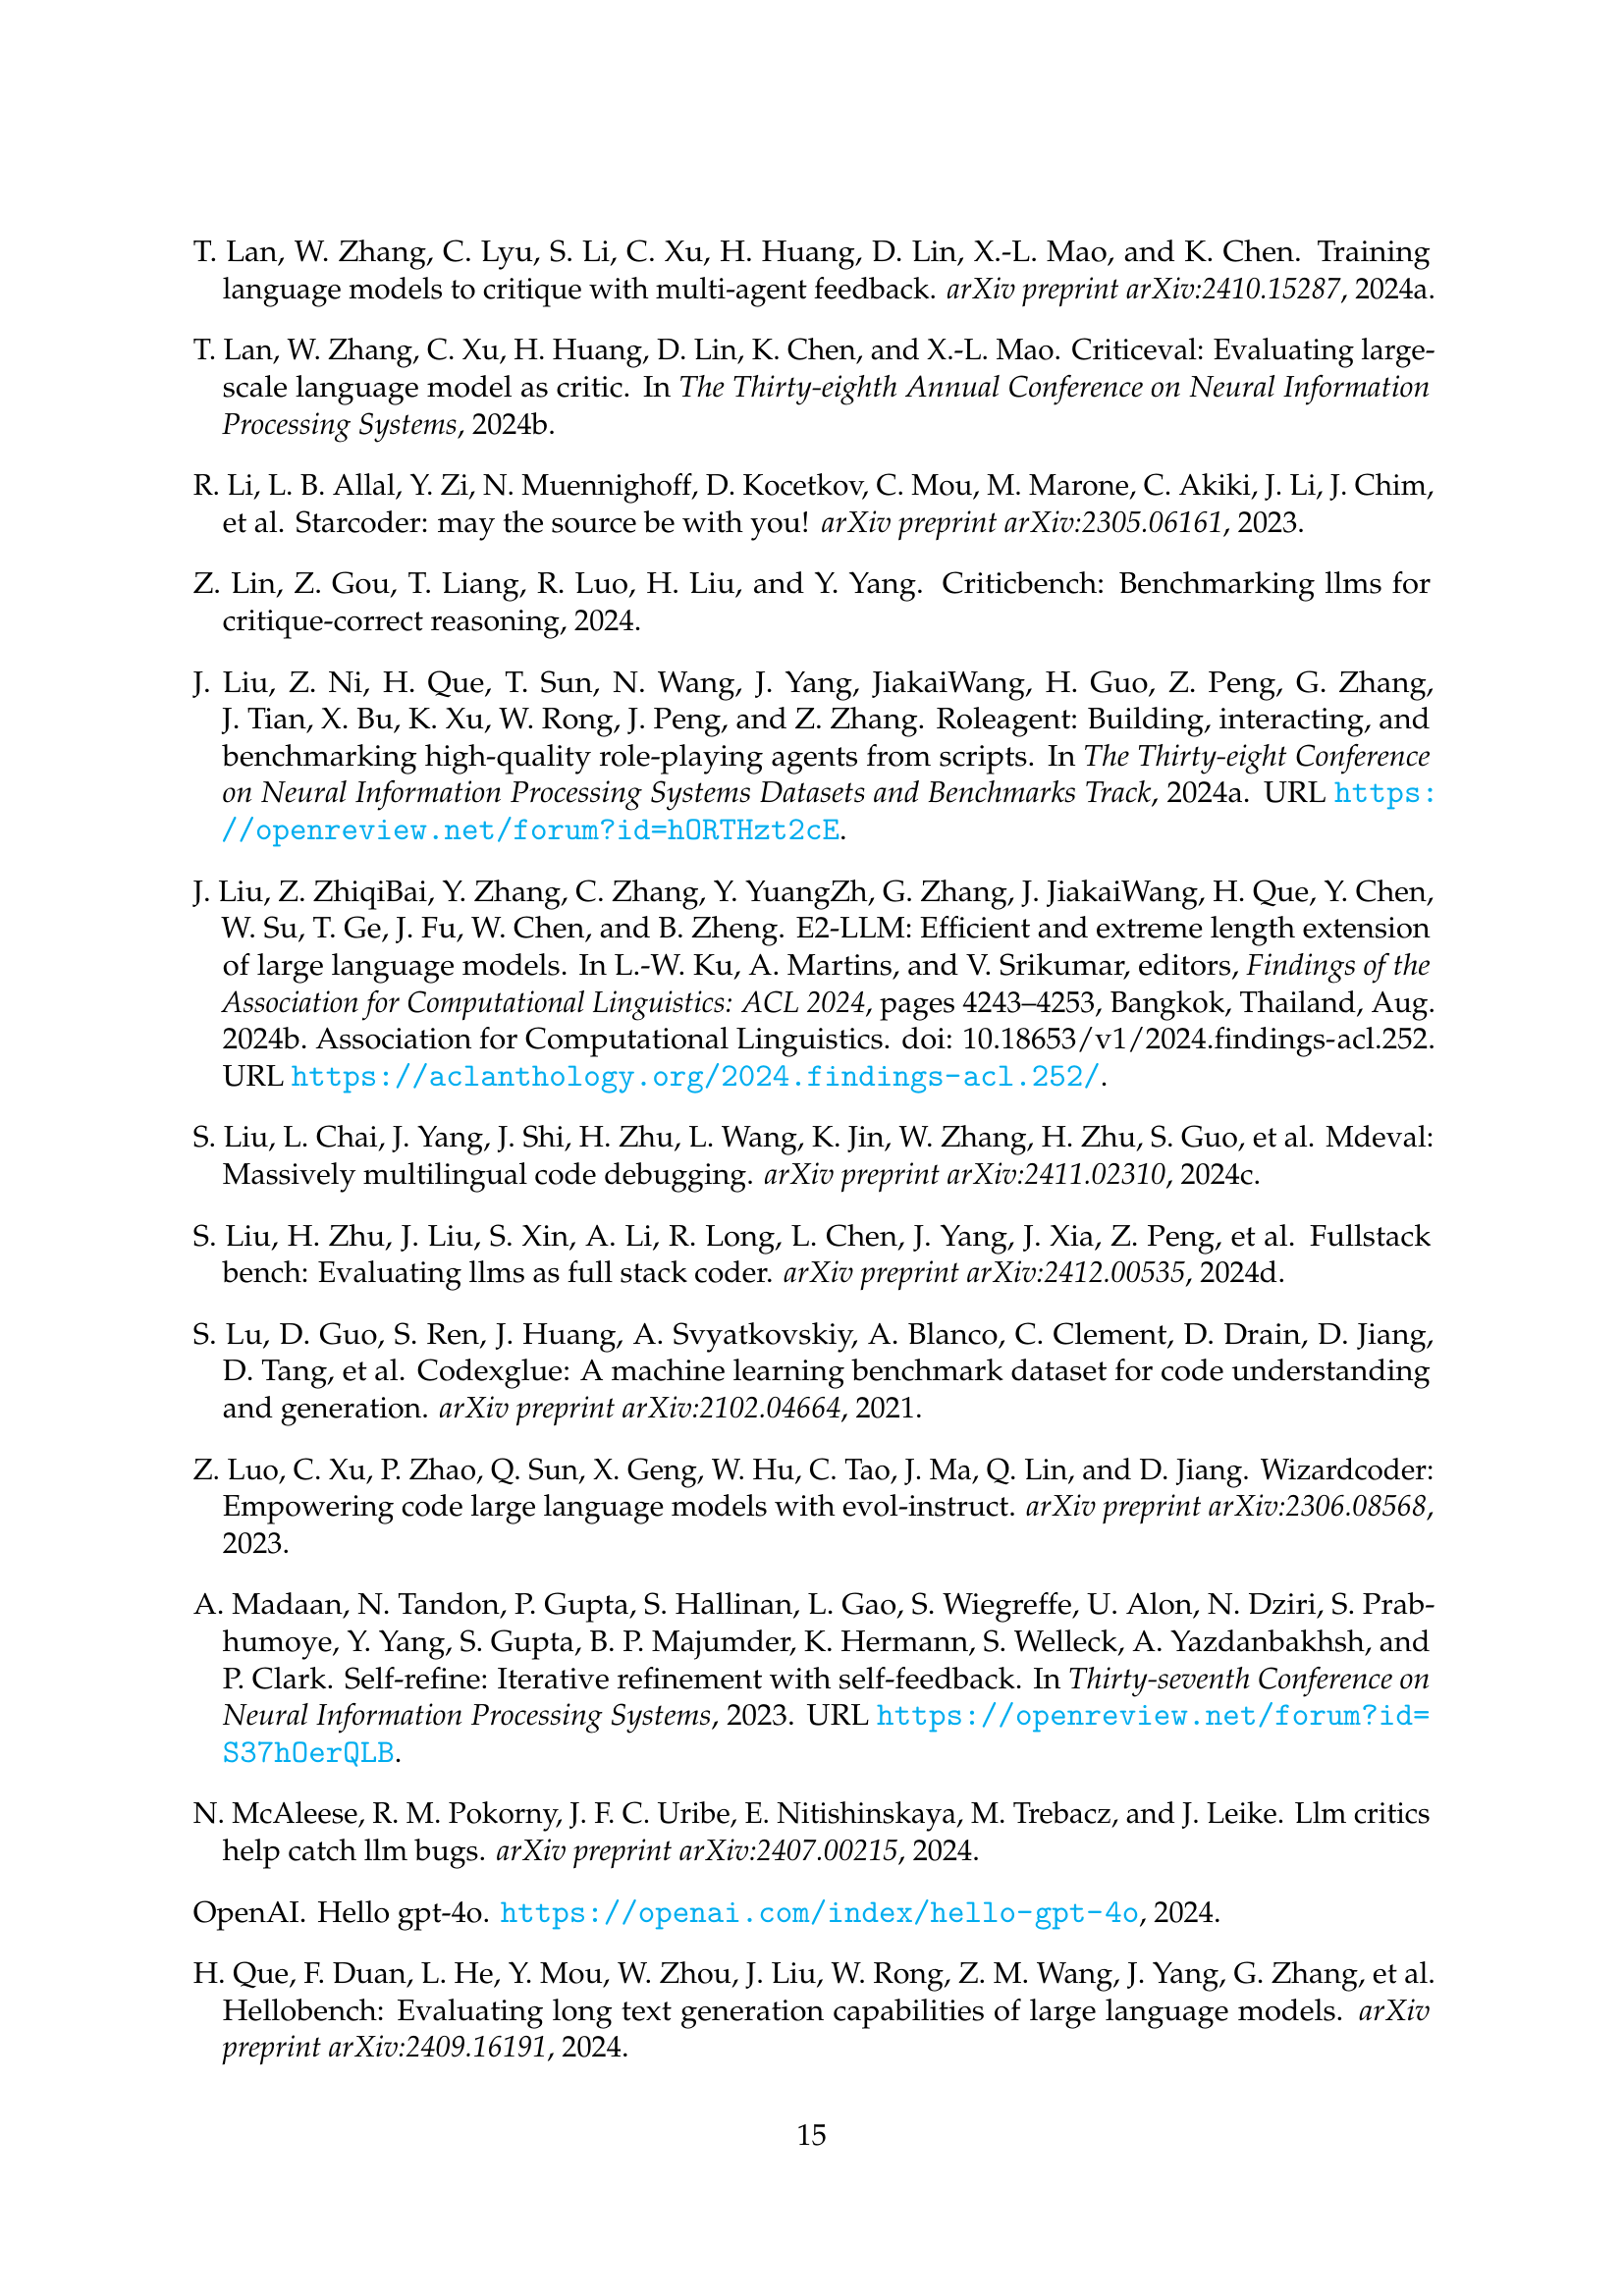 T. Lan, W. Zhang, C. Lyu, S. Li, C. Xu, H. Huang, D. Lin, X.-L. Mao, and K. Chen. Training
language models to critique with multi-agent feedback. arXiv preprint arXiv:2410.15287, 2024a.
T. Lan, W. Zhang, C. Xu, H. Huang, D. Lin, K. Chen, and X.-L. Mao. Criticeval: Evaluating large-
scale language model as critic. In The Thirty-eighth Annual Conference on Neural Information
Processing Systems, 2024b.
R. Li, L. B. Allal, Y. Zi, N. Muennighoff, D. Kocetkov, C. Mou, M. Marone, C. Akiki, J. Li, J. Chim,
et al. Starcoder: may the source be with you! arXiv preprint arXiv:2305.06161, 2023.
Z. Lin, Z. Gou, T. Liang, R. Luo, H. Liu, and Y. Yang. Criticbench: Benchmarking llms for
critique-correct reasoning, 2024.
J. Liu, Z. Ni, H. Que, T. Sun, N. Wang, J. Yang, JiakaiWang, H. Guo, Z. Peng, G. Zhang,
J. Tian, X. Bu, K. Xu, W. Rong, J. Peng, and Z. Zhang. Roleagent: Building, interacting, and
benchmarking high-quality role-playing agents from scripts. In The Thirty-eight Conference
on Neural Information Processing Systems Datasets and Benchmarks Track, 2024a. URL https:
//openreview.net/forum?id=hORTHzt2cE.
J. Liu, Z. ZhiqiBai, Y. Zhang, C. Zhang, Y. YuangZh, G. Zhang, J. JiakaiWang, H. Que, Y. Chen,
W. Su, T. Ge, J. Fu, W. Chen, and B. Zheng. E2-LLM: Efficient and extreme length extension
of large language models. In L.-W. Ku, A. Martins, and V. Srikumar, editors, Findings of the
Association for Computational Linguistics: ACL 2024, pages 4243–4253, Bangkok, Thailand, Aug.
2024b. Association for Computational Linguistics. doi: 10.18653/v1/2024.findings-acl.252.
URL https://aclanthology.org/2024.findings-acl.252/.
S. Liu, L. Chai, J. Yang, J. Shi, H. Zhu, L. Wang, K. Jin, W. Zhang, H. Zhu, S. Guo, et al. Mdeval:
Massively multilingual code debugging. arXiv preprint arXiv:2411.02310, 2024c.
S. Liu, H. Zhu, J. Liu, S. Xin, A. Li, R. Long, L. Chen, J. Yang, J. Xia, Z. Peng, et al. Fullstack
bench: Evaluating llms as full stack coder. arXiv preprint arXiv:2412.00535, 2024d.
S. Lu, D. Guo, S. Ren, J. Huang, A. Svyatkovskiy, A. Blanco, C. Clement, D. Drain, D. Jiang,
D. Tang, et al. Codexglue: A machine learning benchmark dataset for code understanding
and generation. arXiv preprint arXiv:2102.04664, 2021.
Z. Luo, C. Xu, P. Zhao, Q. Sun, X. Geng, W. Hu, C. Tao, J. Ma, Q. Lin, and D. Jiang. Wizardcoder:
Empowering code large language models with evol-instruct. arXiv preprint arXiv:2306.08568,
2023.
A. Madaan, N. Tandon, P. Gupta, S. Hallinan, L. Gao, S. Wiegreffe, U. Alon, N. Dziri, S. Prab-
humoye, Y. Yang, S. Gupta, B. P. Majumder, K. Hermann, S. Welleck, A. Yazdanbakhsh, and
P. Clark. Self-refine: Iterative refinement with self-feedback. In Thirty-seventh Conference on
Neural Information Processing Systems, 2023. URL https://openreview.net/forum?id=
S37hOerQLB.
N. McAleese, R. M. Pokorny, J. F. C. Uribe, E. Nitishinskaya, M. Trebacz, and J. Leike. Llm critics
help catch llm bugs. arXiv preprint arXiv:2407.00215, 2024.
OpenAI. Hello gpt-4o. https://openai.com/index/hello-gpt-4o, 2024.
H. Que, F. Duan, L. He, Y. Mou, W. Zhou, J. Liu, W. Rong, Z. M. Wang, J. Yang, G. Zhang, et al.
Hellobench: Evaluating long text generation capabilities of large language models. arXiv
preprint arXiv:2409.16191, 2024.
15